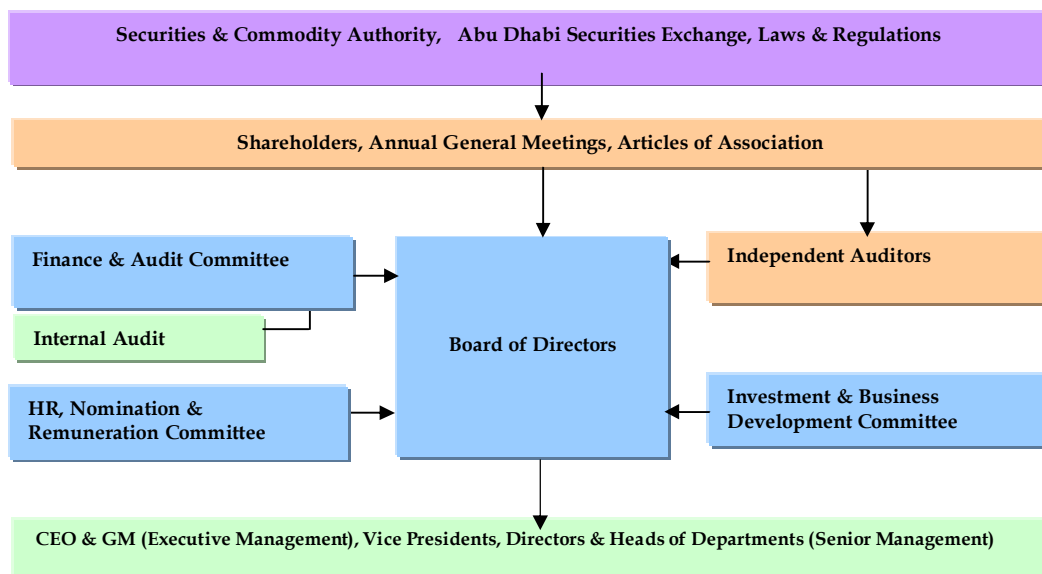 Securities & Commodity Authority, Abu Dhabi Securities Exchange, Laws & Regulations
Shareholders, Annual General Meetings, Articles of Association
Finance & Audit Committee
Independent Auditors
Internal Audit
Board of Directors
HR, Nomination &
Remuneration Committee
Investment & Business
Development Committee
CEO & GM (Executive Management), Vice Presidents, Directors & Heads of Departments (Senior Management)